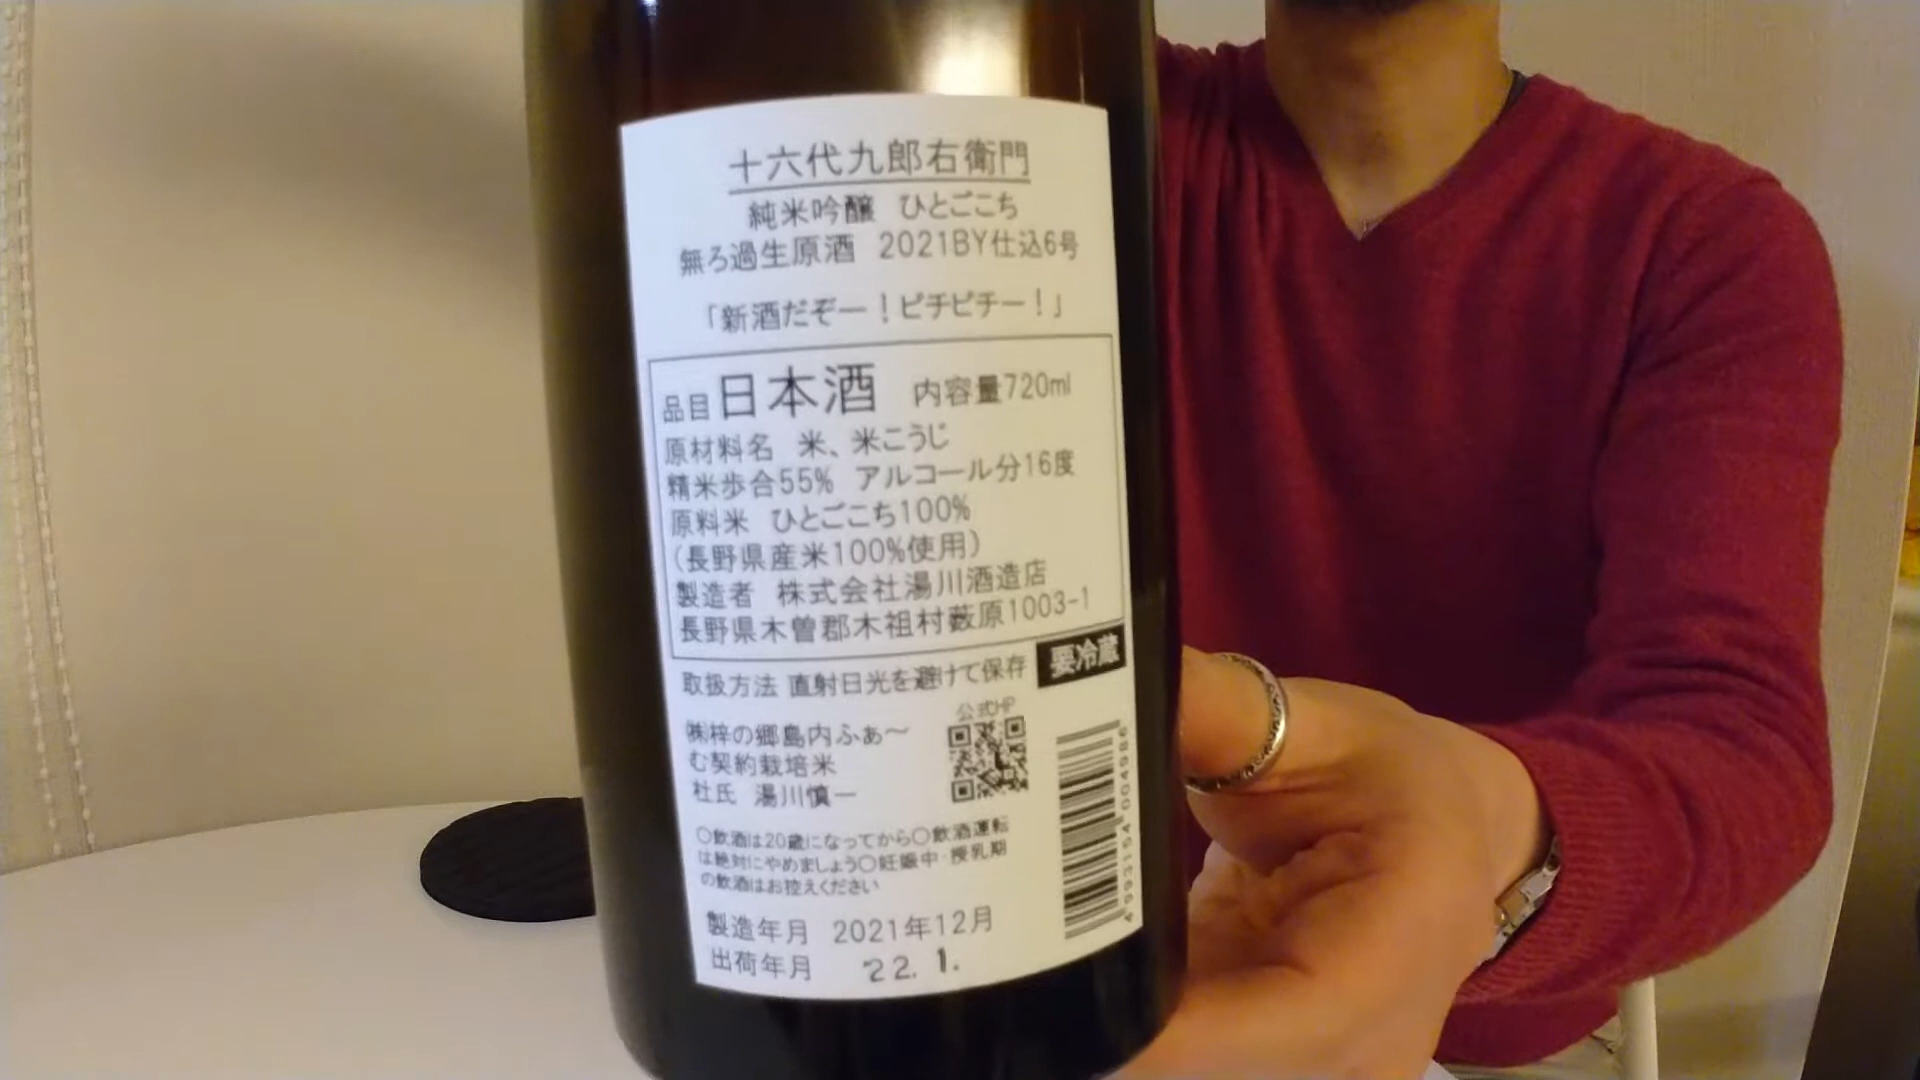 十六代九郎右衛門
純米吟醸 ひとごこち
無ろ過生原酒 2021BY仕込6号
「新酒だぞー！ピチピチー！」
品目 日本酒 内容量720ml
原材料名 米、米こうじ
精米歩合55% アルコール分16度
原料米 ひとごこち100%
(長野県産米100%使用)
製造者 株式会社湯川酒造店
長野県木曽郡木祖村薮原1003-1
取扱方法 直射日光を避けて保存 要冷蔵
公式HP
㈱梓の郷島内ふぁ〜
む契約栽培米
杜氏 湯川慎一
〇飲酒は20歳になってから〇飲酒運転
は絶対にやめましょう〇妊娠中・授乳期
の飲酒はお控えください
4993154004986
製造年月 2021年12月
出荷年月 '22. 1.